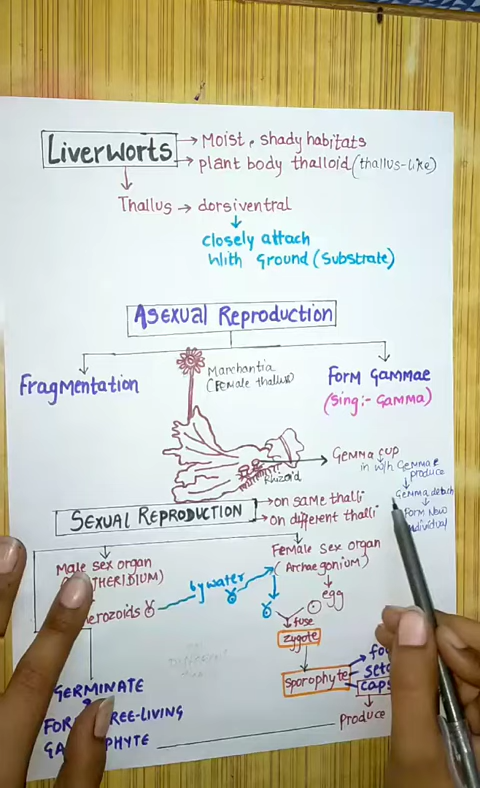 Liverworts → Moist, shady habitats
→ plant body thalloid (thallus-like)
Thallus → dorsiventral
closely attach
With Ground (Substrate)
Asexual Reproduction
Fragmentation
Marchantia
(Female thallus)
Form Gammae
(Sing:- Gamma)
Gemma cup
in w/h Gemmae
produce
Gemma detach
Form New
individual
Rhizoid
Sexual Reproduction → on same thalli
→ on different thalli
Male sex organ
Female sex organ
(Archaegonium)
by water
egg
fuse
zygote
sporophyte
produce
GERMINATE